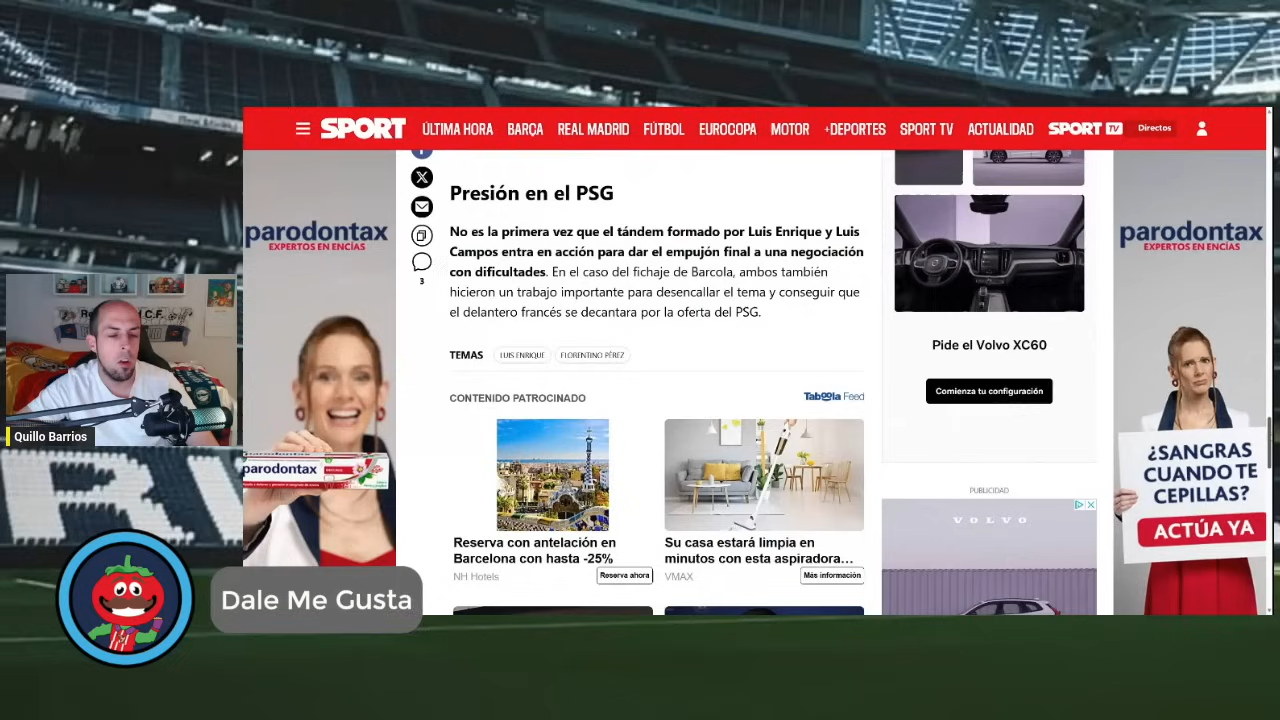 SPORT
ÚLTIMA HORA
BARÇA
REAL MADRID
FÚTBOL
EUROCOPA
MOTOR
+DEPORTES
SPORT TV
ACTUALIDAD
SPORT TV
Directos
parodontax
EXPERTOS EN ENCÍAS
parodontax
Presión en el PSG
No es la primera vez que el tándem formado por Luis Enrique y Luis
Campos entra en acción para dar el empujón final a una negociación
con dificultades. En el caso del fichaje de Barcola, ambos también
hicieron un trabajo importante para desencallar el tema y conseguir que
el delantero francés se decantara por la oferta del PSG.
3
TEMAS
LUIS ENRIQUE
FLORENTINO PÉREZ
CONTENIDO PATROCINADO
Taboola Feed
Reserva con antelación en
Barcelona con hasta -25%
NH Hotels
Reservar ahora
Su casa estará limpia en
minutos con esta aspiradora…
VMAX
Más información
Pide el Volvo XC60
Comienza tu configuración
PUBLICIDAD
VOLVO
parodontax
EXPERTOS EN ENCÍAS
¿SANGRAS
CUANDO TE
CEPILLAS?
ACTÚA YA
Quillo Barrios
Dale Me Gusta